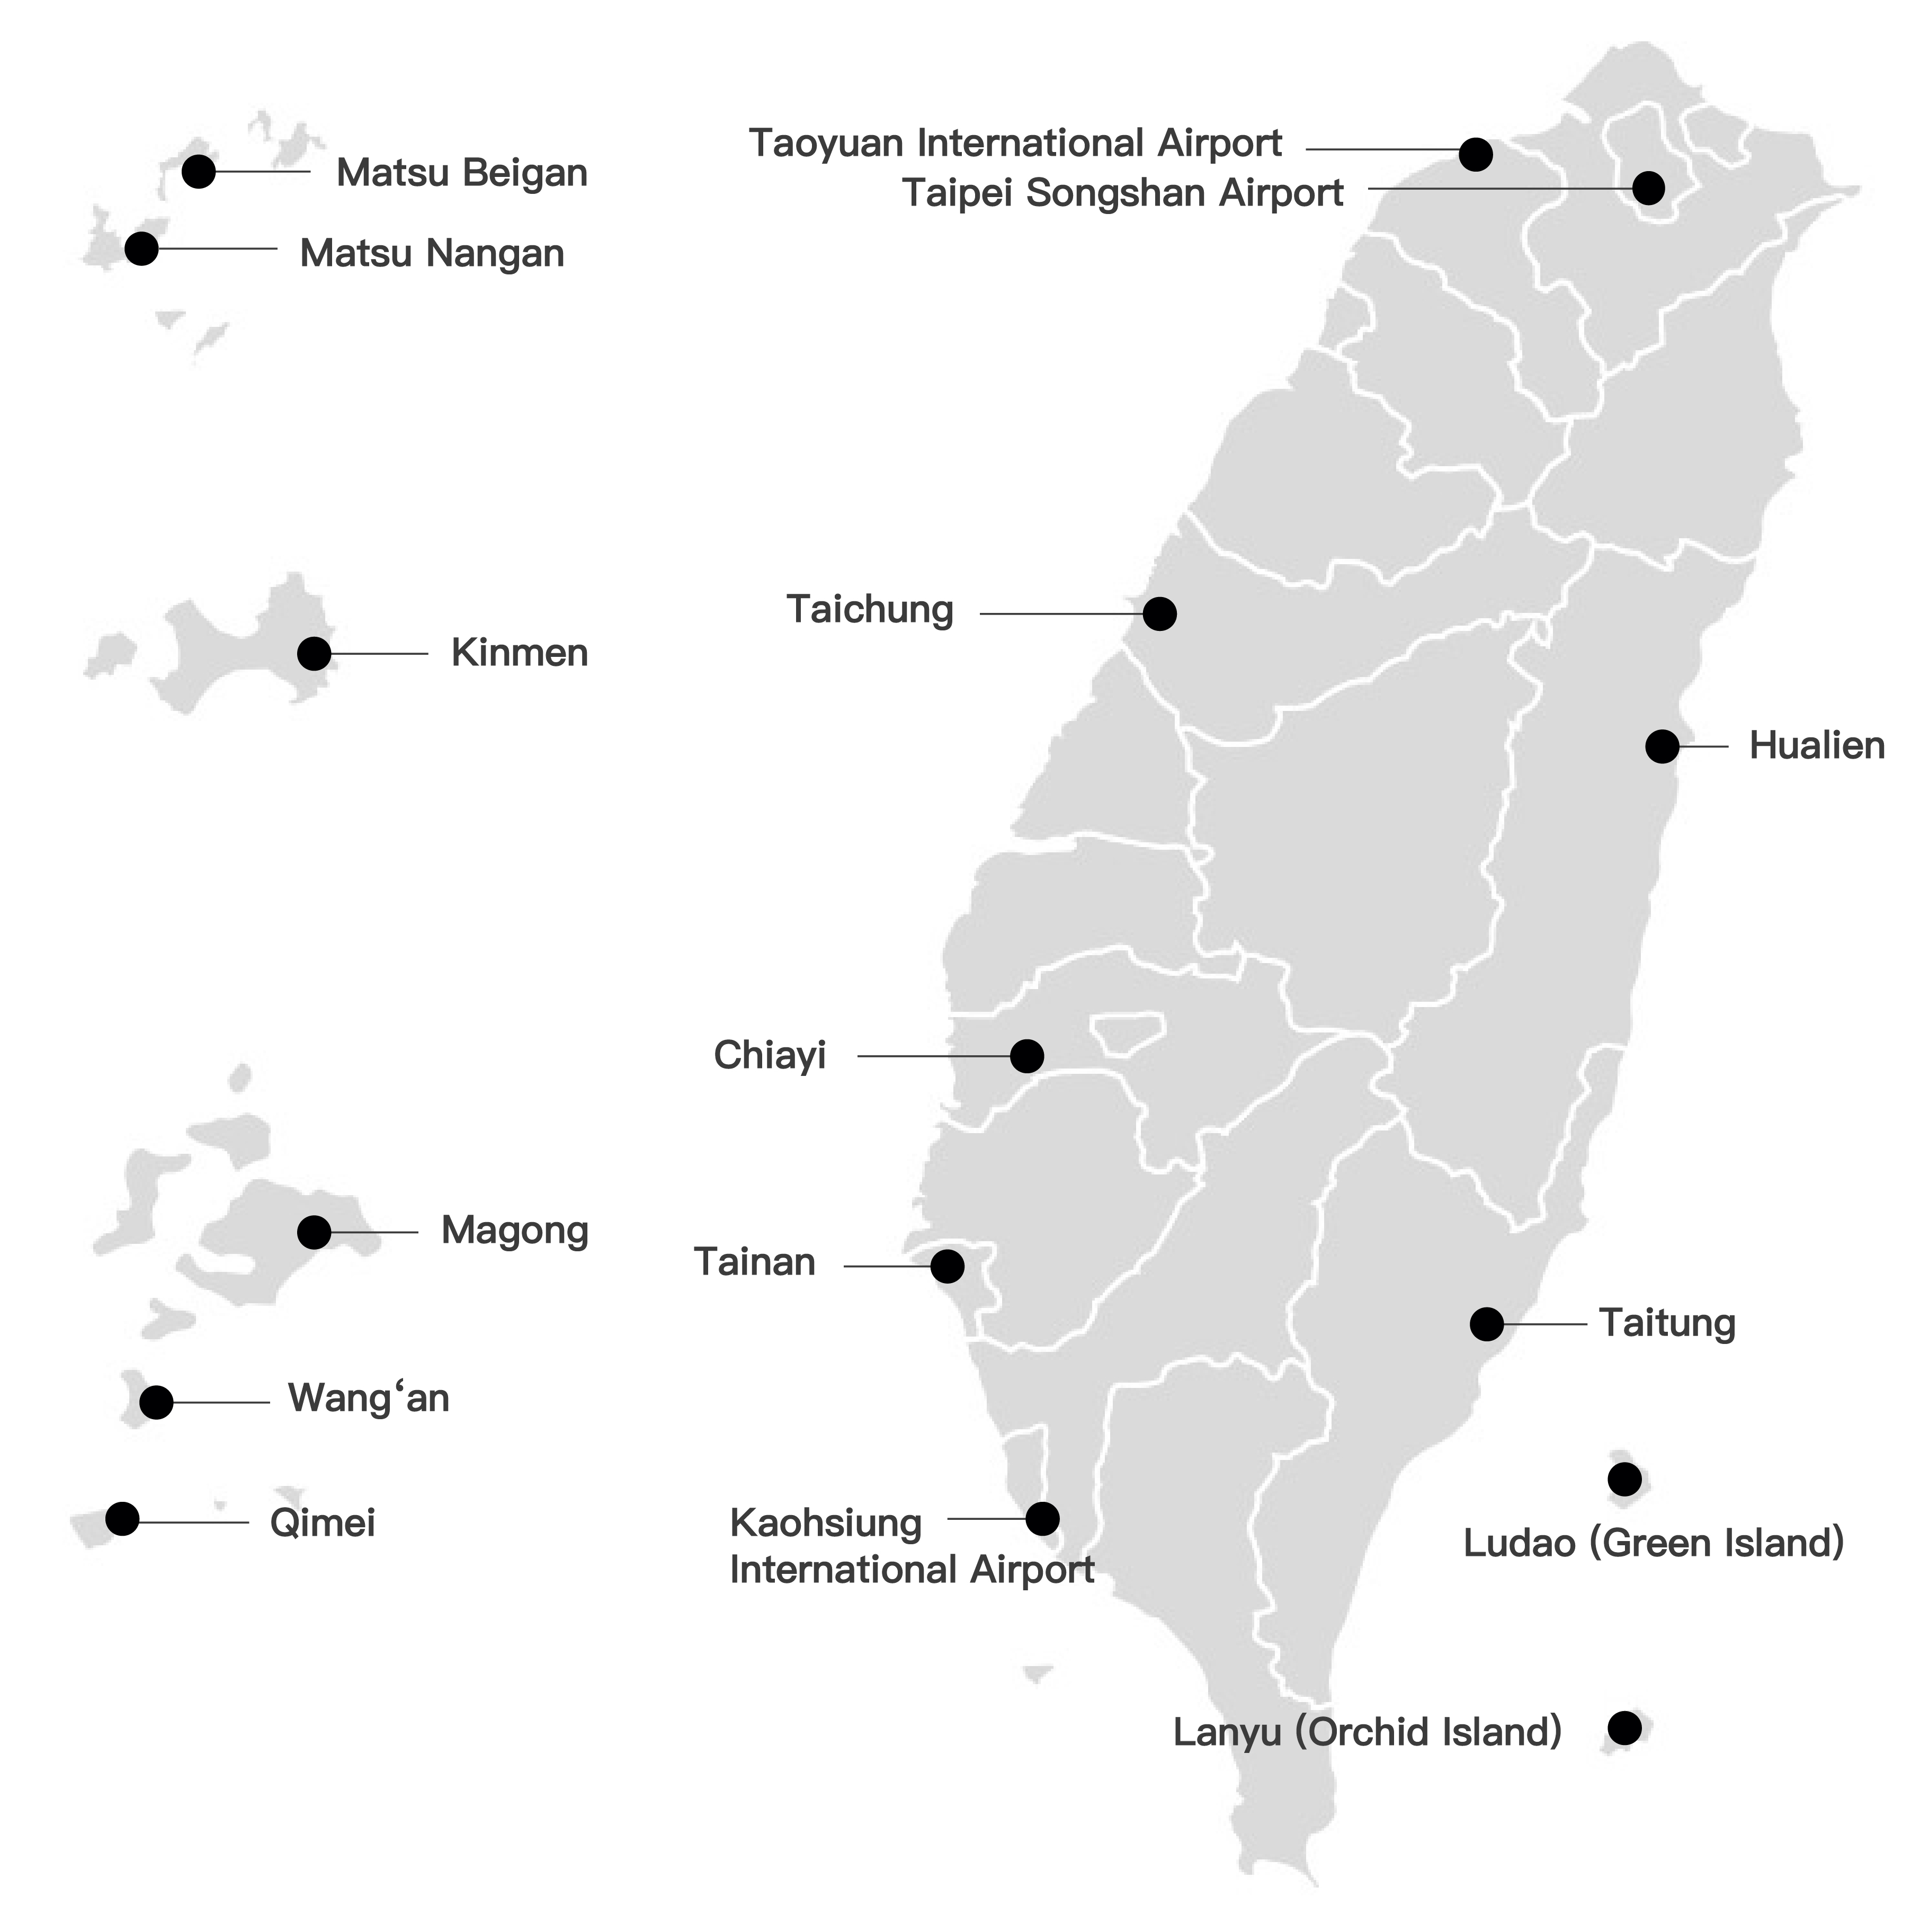 Taoyuan International Airport
Taipei Songshan Airport
Matsu Beigan
Matsu Nangan
Taichung
Kinmen
Hualien
Chiayi
Magong
Tainan
Taitung
Wang‘an
Qimei
Kaohsiung
International Airport
Ludao (Green Island)
Lanyu (Orchid Island)